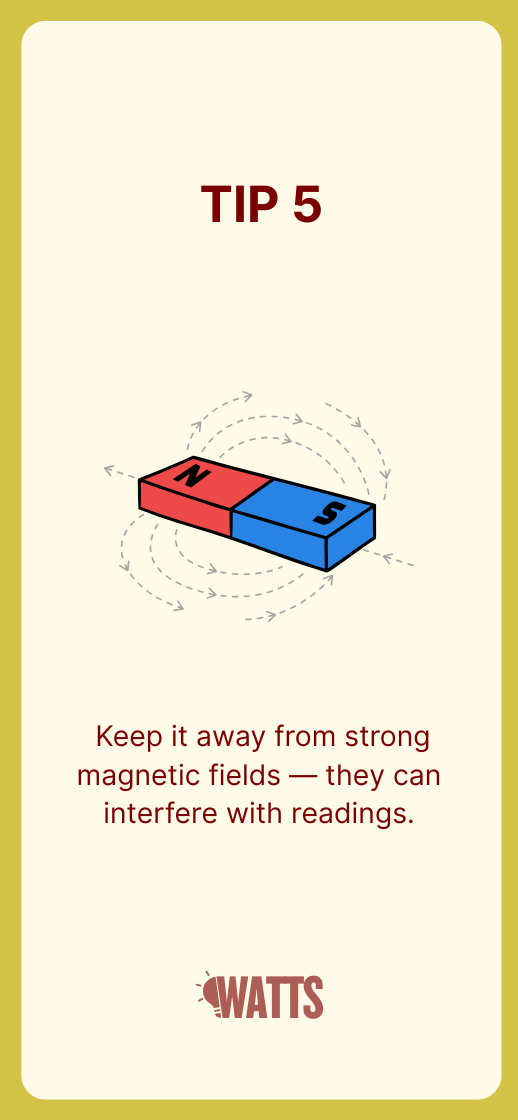 TIP 5
N
S
Keep it away from strong
magnetic fields — they can
interfere with readings.
WATTS